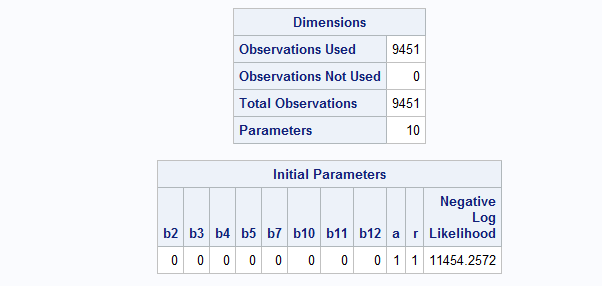 Dimensions
Observations Used 9451
Observations Not Used 0
Total Observations 9451
Parameters 10
Initial Parameters
b2 b3 b4 b5 b7 b10 b11 b12 a r Negative
Log
Likelihood
0 0 0 0 0 0 0 0 1 1 11454.2572